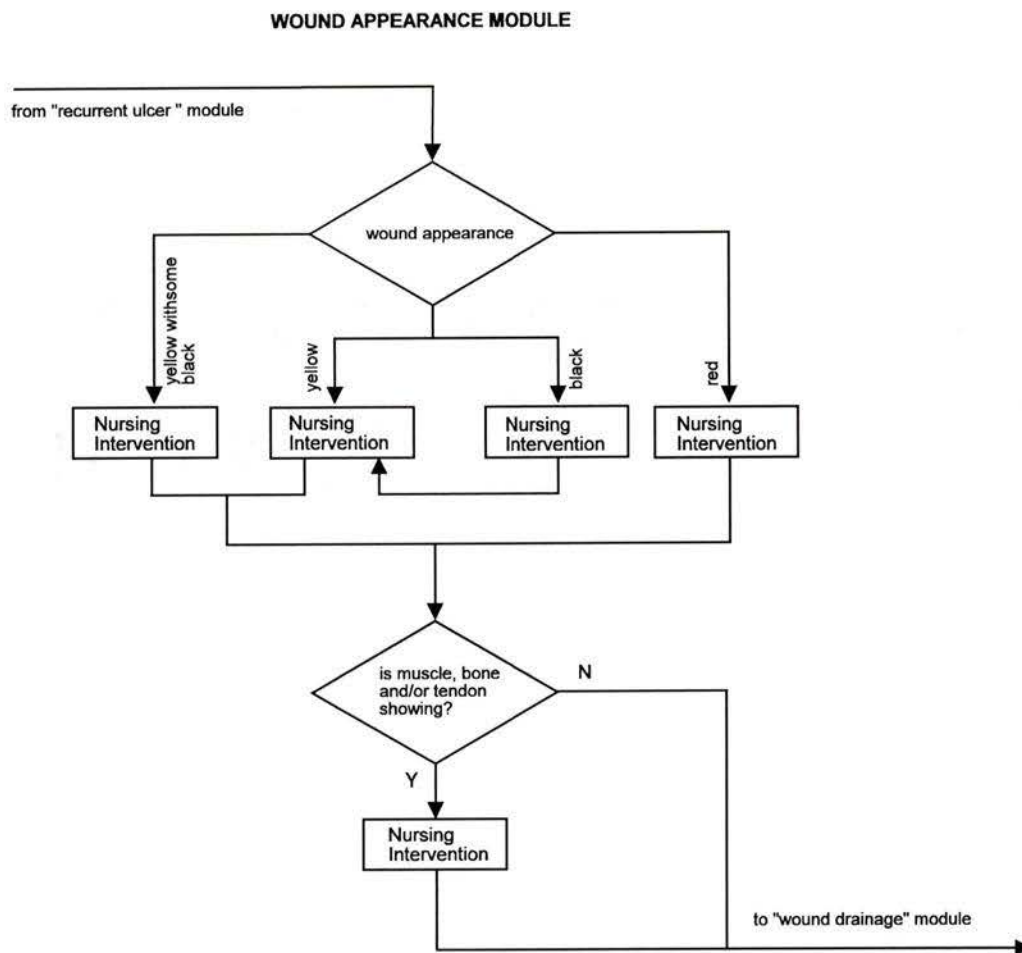 WOUND APPEARANCE MODULE
from "recurrent ulcer " module
wound appearance
yellow withsome
black
yellow
black
red
Nursing
Intervention
Nursing
Intervention
Nursing
Intervention
Nursing
Intervention
is muscle, bone
and/or tendon
showing?
N
Y
Nursing
Intervention
to "wound drainage" module